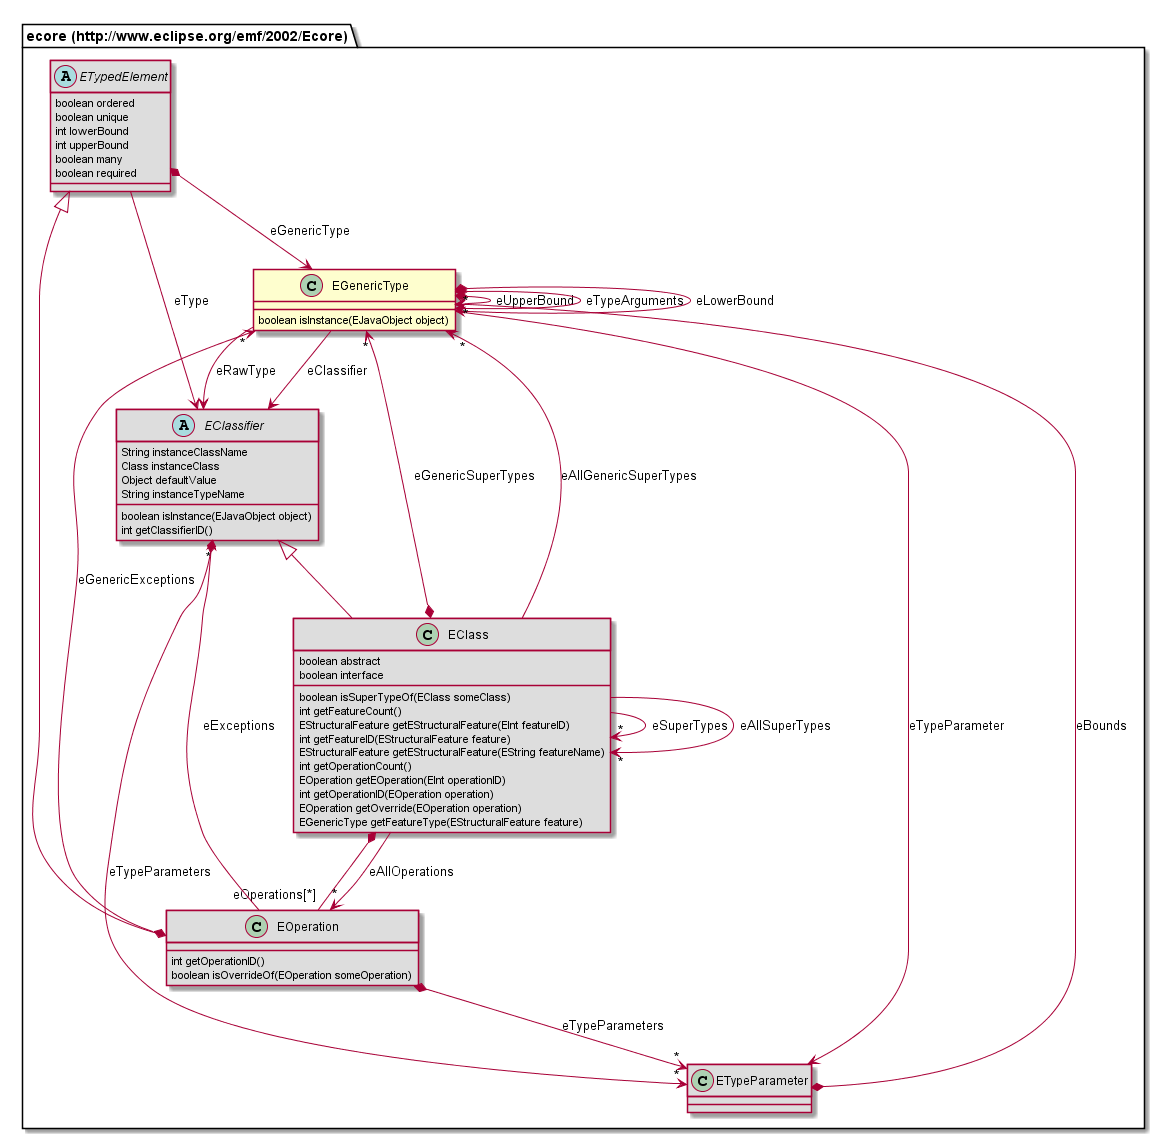 ecore (http://www.eclipse.org/emf/2002/Ecore)
A ETypedElement
boolean ordered
boolean unique
int lowerBound
int upperBound
boolean many
boolean required
eGenericType
C EGenericType
boolean isInstance(EJavaObject object)
*
eUpperBound
*
eTypeArguments
eLowerBound
eType
*
*
*
eRawType
eClassifier
A EClassifier
String instanceClassName
Class instanceClass
Object defaultValue
String instanceTypeName
boolean isInstance(EJavaObject object)
int getClassifierID()
*
eGenericSuperTypes
eAllGenericSuperTypes
eGenericExceptions
C EClass
boolean abstract
boolean interface
boolean isSuperTypeOf(EClass someClass)
int getFeatureCount()
EStructuralFeature getEStructuralFeature(EInt featureID)
int getFeatureID(EStructuralFeature feature)
EStructuralFeature getEStructuralFeature(EString featureName)
int getOperationCount()
EOperation getEOperation(EInt operationID)
int getOperationID(EOperation operation)
EOperation getOverride(EOperation operation)
EGenericType getFeatureType(EStructuralFeature feature)
*
eSuperTypes
*
eAllSuperTypes
eExceptions
eTypeParameter
eBounds
eTypeParameters
eAllOperations
eOperations[*]
*
C EOperation
int getOperationID()
boolean isOverrideOf(EOperation someOperation)
eTypeParameters
*
*
C ETypeParameter